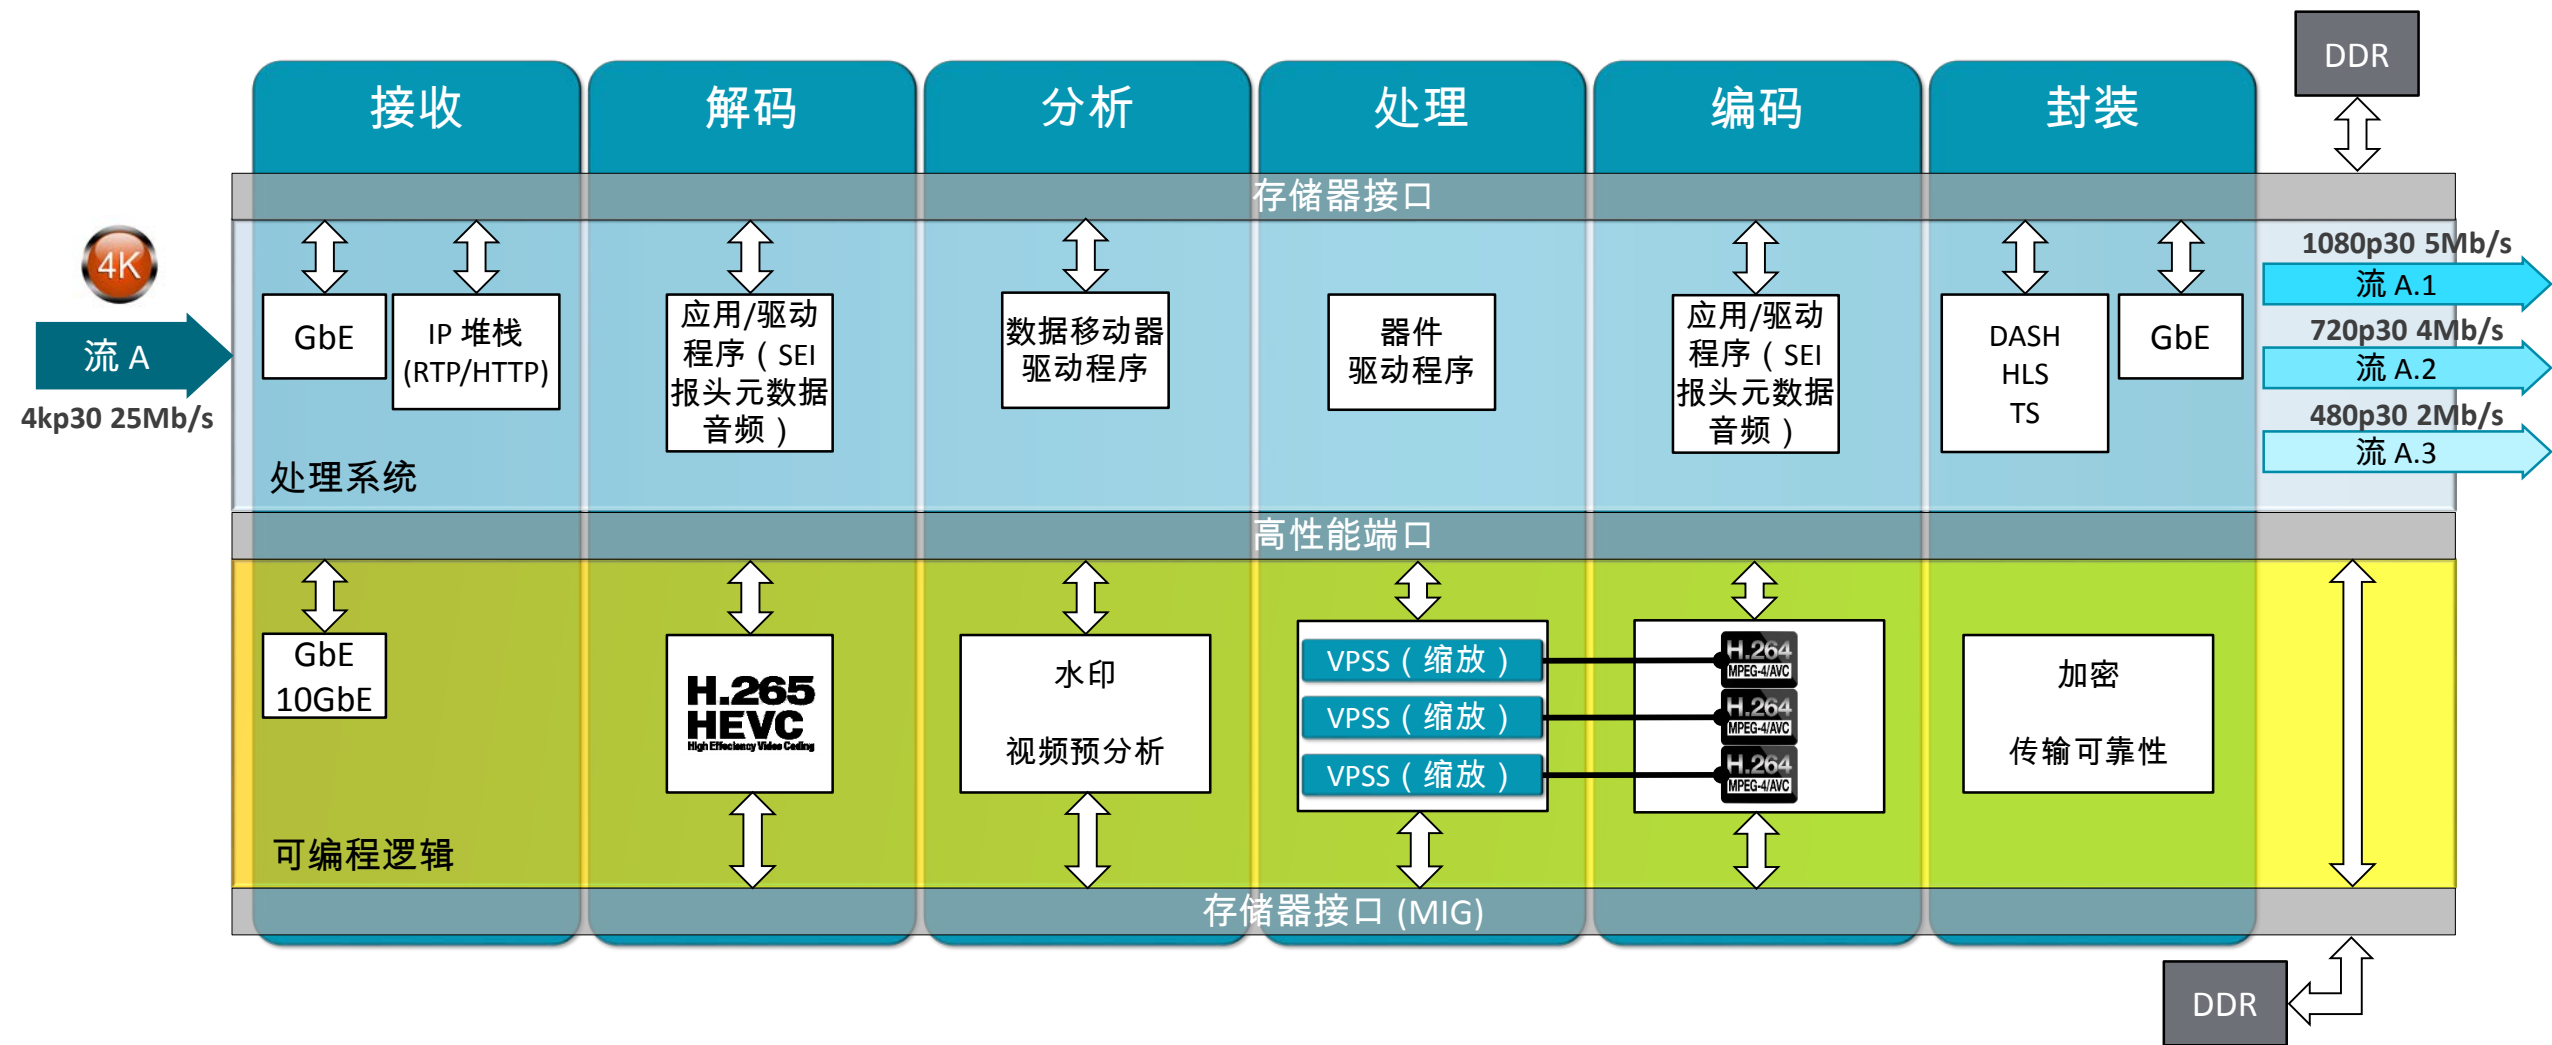 DDR
接收
解码
分析
处理
编码
封装
存储器接口
4K
流 A
4kp30 25Mb/s
GbE
IP 堆栈
(RTP/HTTP)
应用/驱动
程序（SEI
报头元数据
音频）
数据移动器
驱动程序
器件
驱动程序
应用/驱动
程序（SEI
报头元数据
音频）
DASH
HLS
TS
GbE
1080p30 5Mb/s
流 A.1
720p30 4Mb/s
流 A.2
480p30 2Mb/s
流 A.3
处理系统
高性能端口
GbE
10GbE
H.265
HEVC
High Effeciency Video Coding
水印
视频预分析
VPSS（缩放）
VPSS（缩放）
VPSS（缩放）
H.264
MPEG-4/AVC
H.264
MPEG-4/AVC
H.264
MPEG-4/AVC
加密
传输可靠性
可编程逻辑
存储器接口 (MIG)
DDR